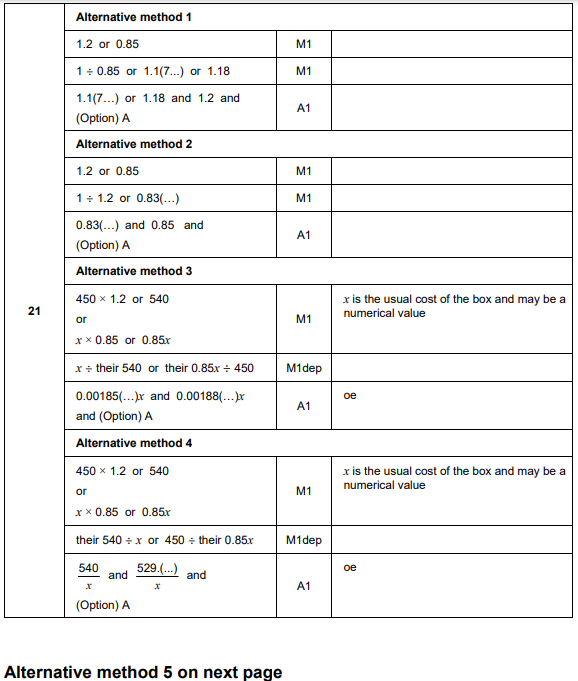 Alternative method 1
1.2 or 0.85
M1
1 ÷ 0.85 or 1.1(7...) or 1.18
M1
1.1(7...) or 1.18 and 1.2 and
(Option) A
A1
Alternative method 2
1.2 or 0.85
M1
1 ÷ 1.2 or 0.83(...)
M1
0.83(...) and 0.85 and
(Option) A
A1
Alternative method 3
21
450 × 1.2 or 540
or
x × 0.85 or 0.85x
M1
x is the usual cost of the box and may be a
numerical value
x ÷ their 540 or their 0.85x ÷ 450
M1dep
0.00185(...)x and 0.00188(...)x
and (Option) A
A1
oe
Alternative method 4
450 × 1.2 or 540
or
x × 0.85 or 0.85x
M1
x is the usual cost of the box and may be a
numerical value
their 540 ÷ x or 450 ÷ their 0.85x
M1dep
540/x and 529.(...)/x and
(Option) A
A1
oe
Alternative method 5 on next page